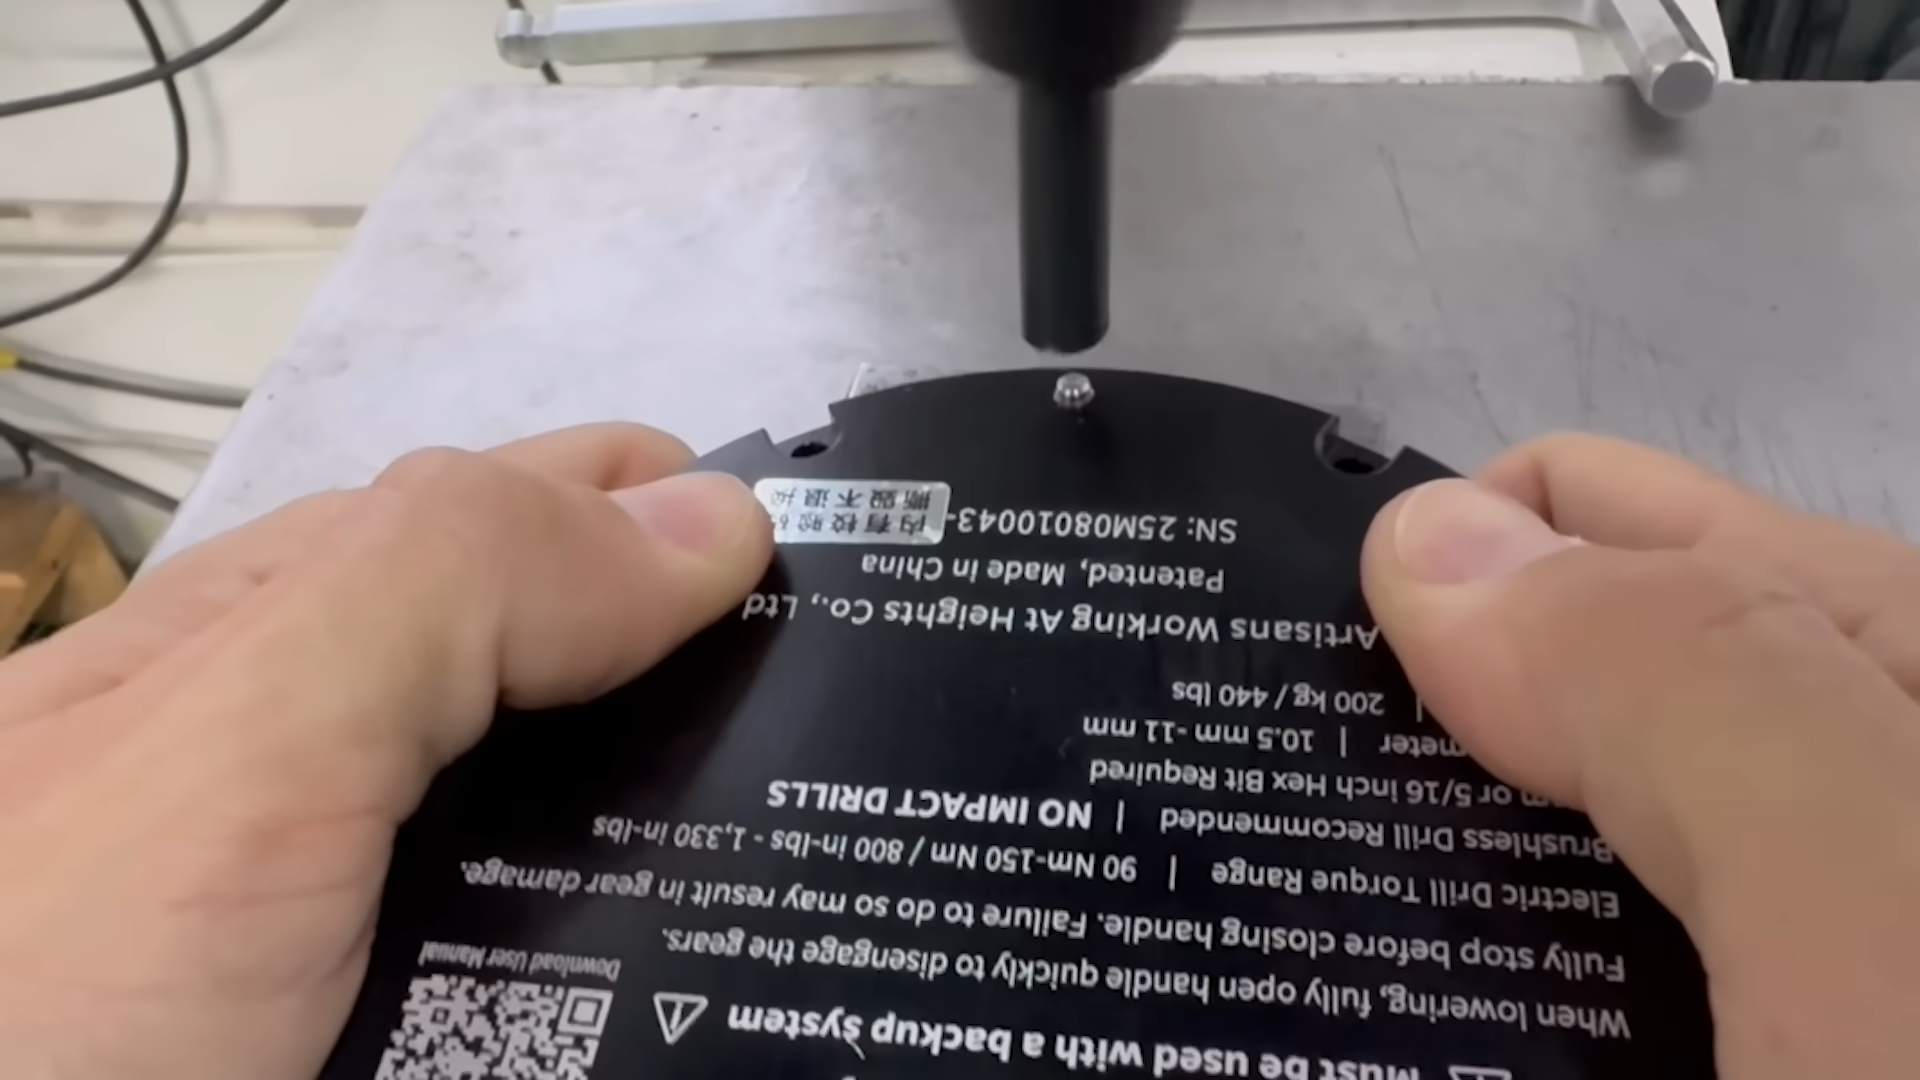 Must be used with a backup system
When lowering, fully open handle quickly to disengage the gears.
Download User Manual
Fully stop before closing handle. Failure to do so may result in gear damage.
Electric Drill Torque Range | 90 Nm-150 Nm / 800 in-lbs - 1,330 in-lbs
Brushless Drill Recommended | NO IMPACT DRILLS
or 5/16 inch Hex Bit Required
| 10.5 mm - 11 mm
| 200 kg / 440 lbs
Artisans Working At Heights Co., Ltd
Patented, Made in China
SN: 25M08010043-
内有校验
撕毁不退换